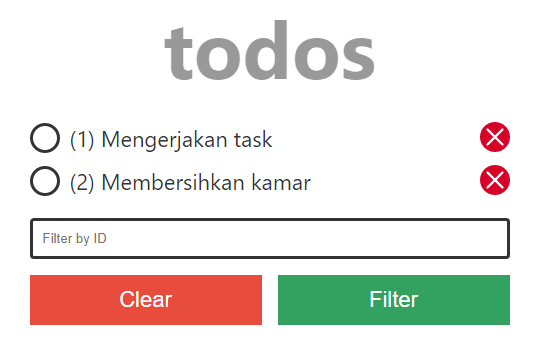 todos
(1) Mengerjakan task
(2) Membersihkan kamar
Filter by ID
Clear
Filter